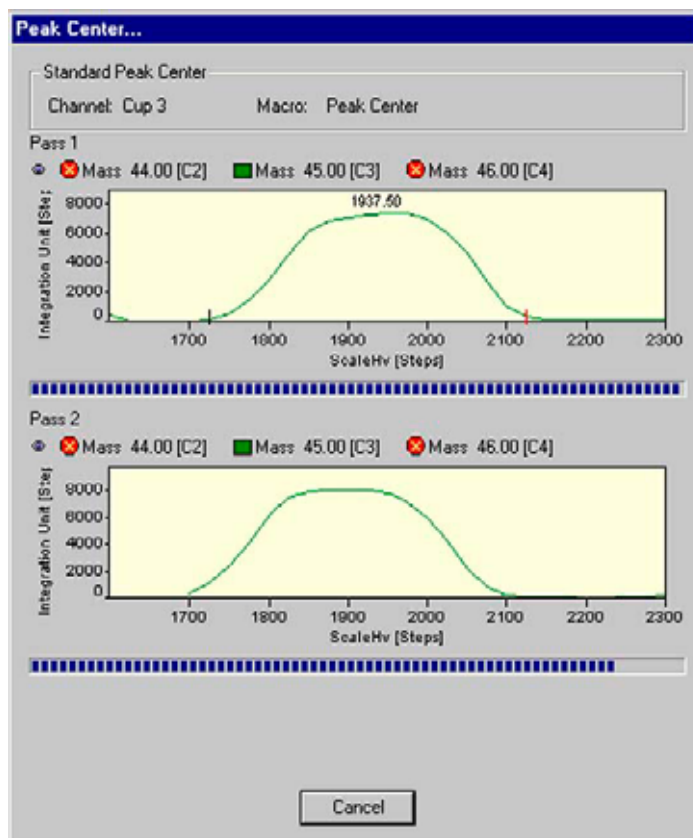 Peak Center...
Standard Peak Center
Channel: Cup 3 Macro: Peak Center
Pass 1
Mass 44.00 [C2] Mass 45.00 [C3] Mass 46.00 [C4]
Integration Unit [Step
8000
6000
4000
2000
0
1937.50
1700 1800 1900 2000 2100 2200 2300
ScaleHv [Steps]
Pass 2
Mass 44.00 [C2] Mass 45.00 [C3] Mass 46.00 [C4]
Integration Unit [Step
8000
6000
4000
2000
0
1700 1800 1900 2000 2100 2200 2300
ScaleHv [Steps]
Cancel